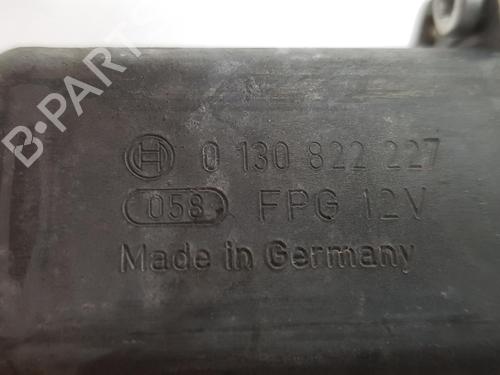 0 130 822 227
058 FPG 12V
Made in Germany
B-PARTS